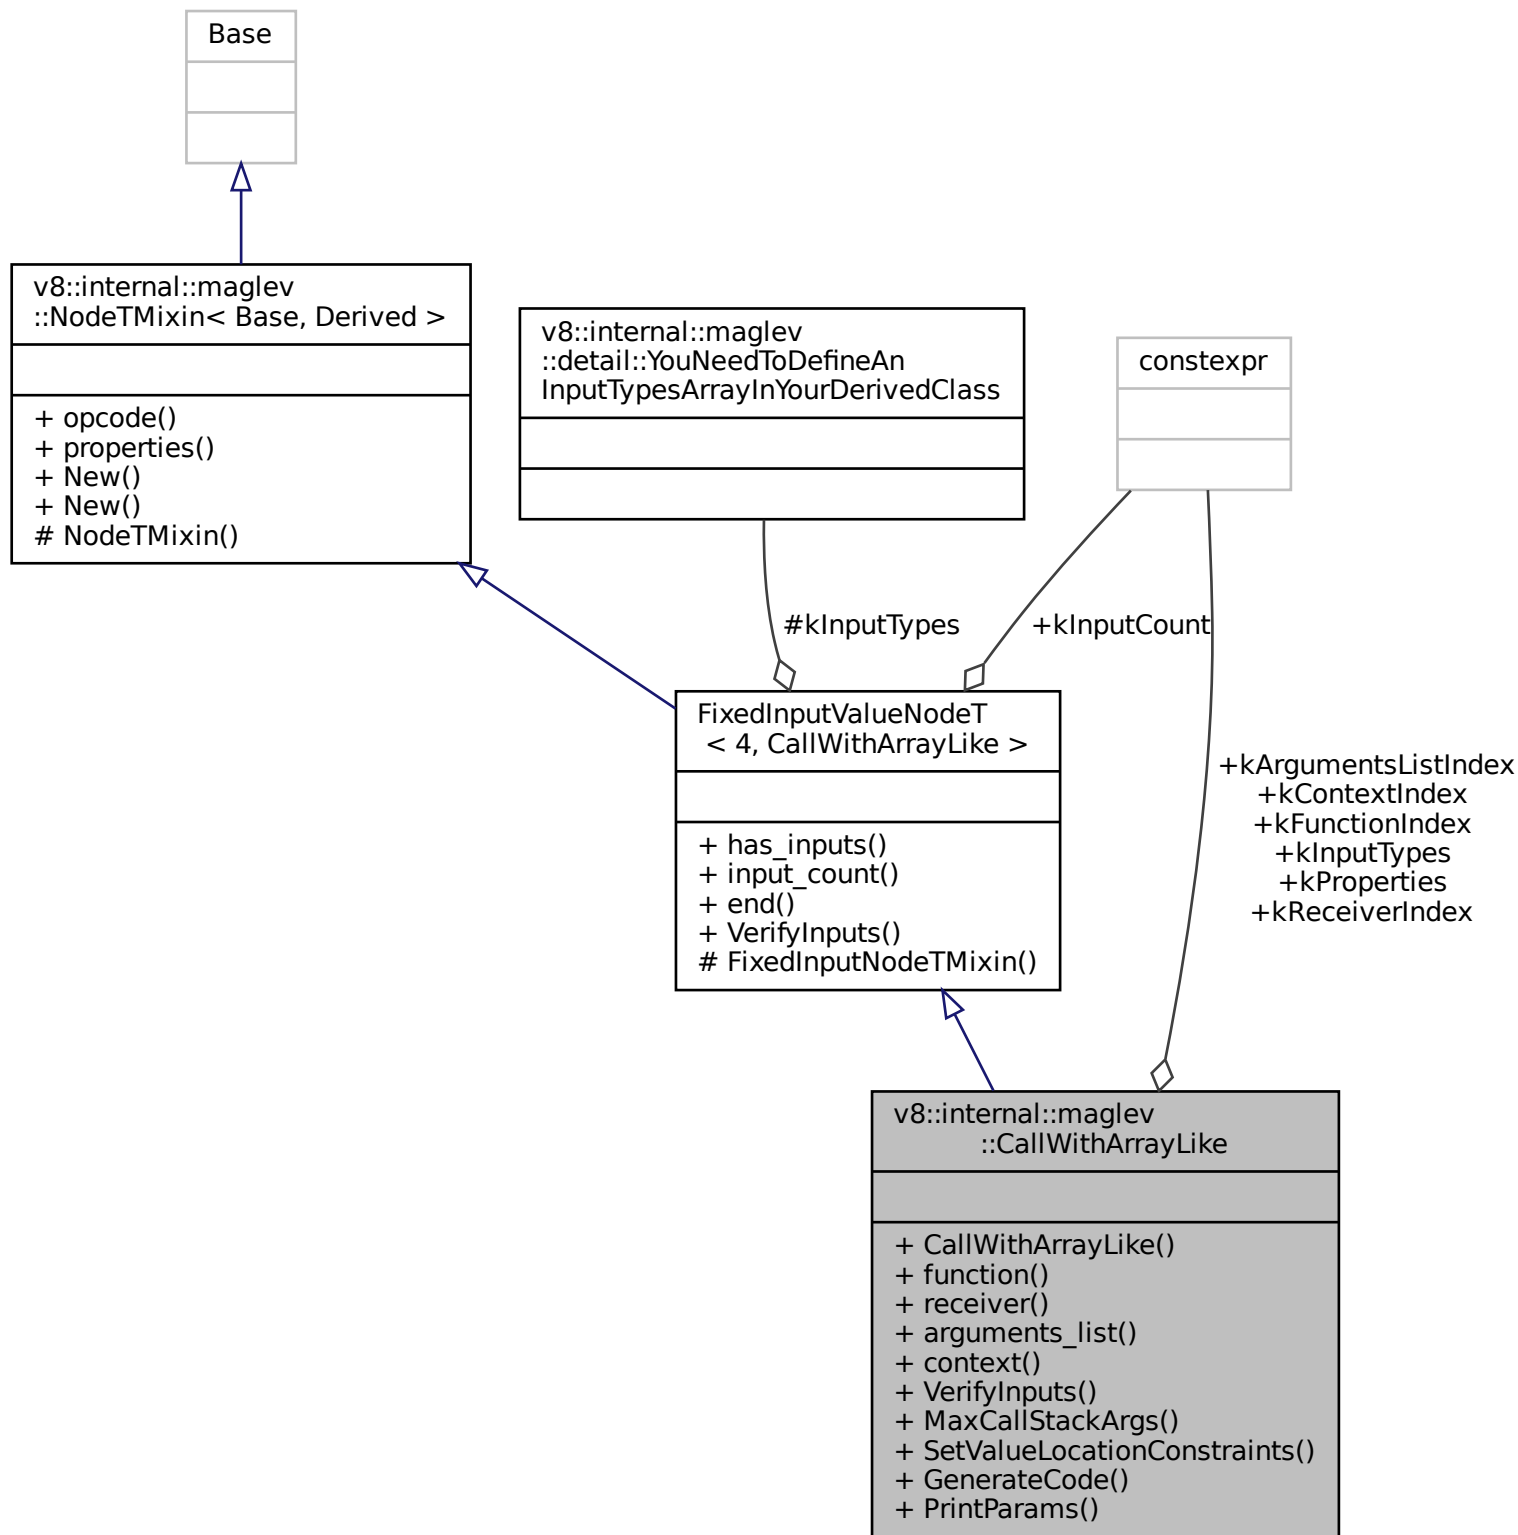 Base
v8::internal::maglev
::NodeTMixin< Base, Derived >
+ opcode()
+ properties()
+ New()
+ New()
# NodeTMixin()
v8::internal::maglev
::detail::YouNeedToDefineAn
InputTypesArrayInYourDerivedClass
constexpr
#kInputTypes
+kInputCount
FixedInputValueNodeT
< 4, CallWithArrayLike >
+ has_inputs()
+ input_count()
+ end()
+ VerifyInputs()
# FixedInputNodeTMixin()
+kArgumentsListIndex
+kContextIndex
+kFunctionIndex
+kInputTypes
+kProperties
+kReceiverIndex
v8::internal::maglev
::CallWithArrayLike
+ CallWithArrayLike()
+ function()
+ receiver()
+ arguments_list()
+ context()
+ VerifyInputs()
+ MaxCallStackArgs()
+ SetValueLocationConstraints()
+ GenerateCode()
+ PrintParams()